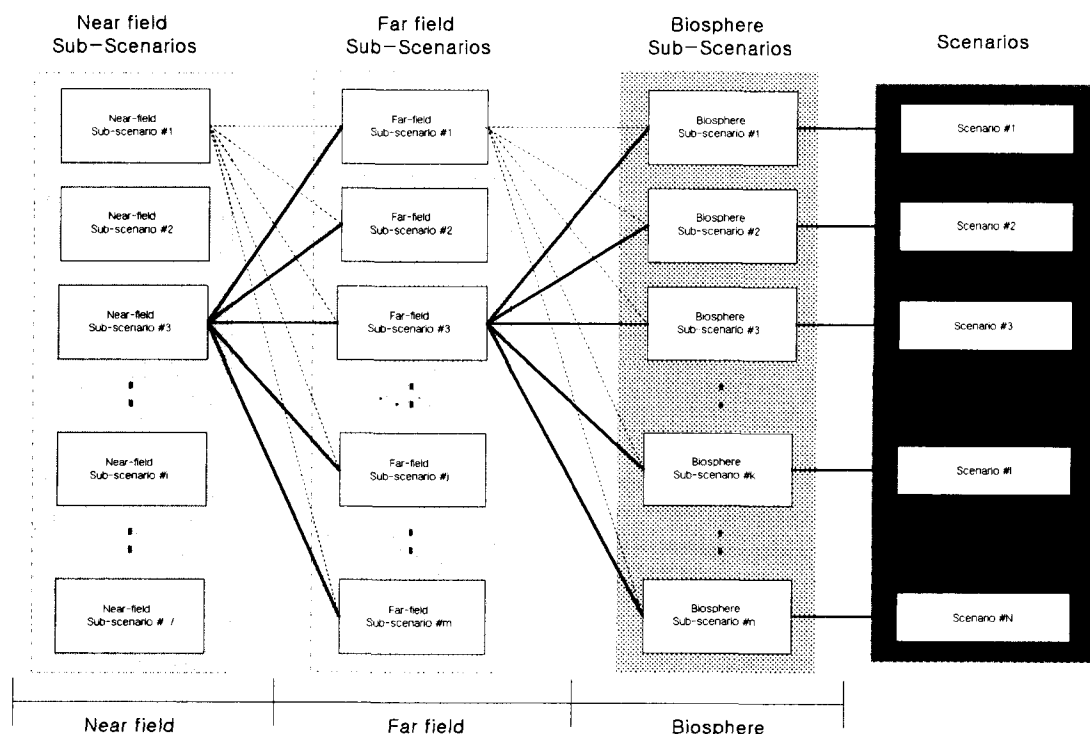 Near field
Sub-Scenarios
Far field
Sub-Scenarios
Biosphere
Sub-Scenarios
Scenarios
Near-field
Sub-scenario #1
Far-field
Sub-scenario #1
Biosphere
Sub-scenario #1
Scenario #1
Near-field
Sub-scenario #2
Far-field
Sub-scenario #2
Biosphere
Sub-scenario #2
Scenario #2
Near-field
Sub-scenario #3
Far-field
Sub-scenario #3
Biosphere
Sub-scenario #3
Scenario #3
Near-field
Sub-scenario #i
Far-field
Sub-scenario #j
Biosphere
Sub-scenario #k
Scenario #l
Near-field
Sub-scenario # l
Far-field
Sub-scenario #m
Biosphere
Sub-scenario #n
Scenario #N
Near field
Far field
Biosphere